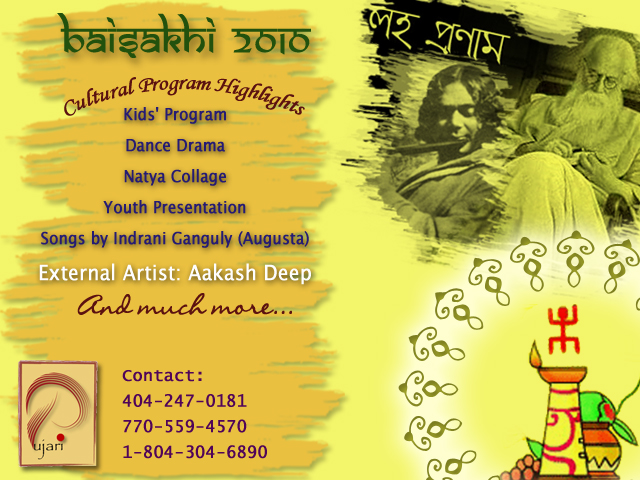 Baisakhi 2010
লহ প্রণাম
Cultural Program Highlights
Kids' Program
Dance Drama
Natya Collage
Youth Presentation
Songs by Indrani Ganguly (Augusta)
External Artist: Aakash Deep
And much more...
Contact:
404-247-0181
770-559-4570
1-804-304-6890
Pujari